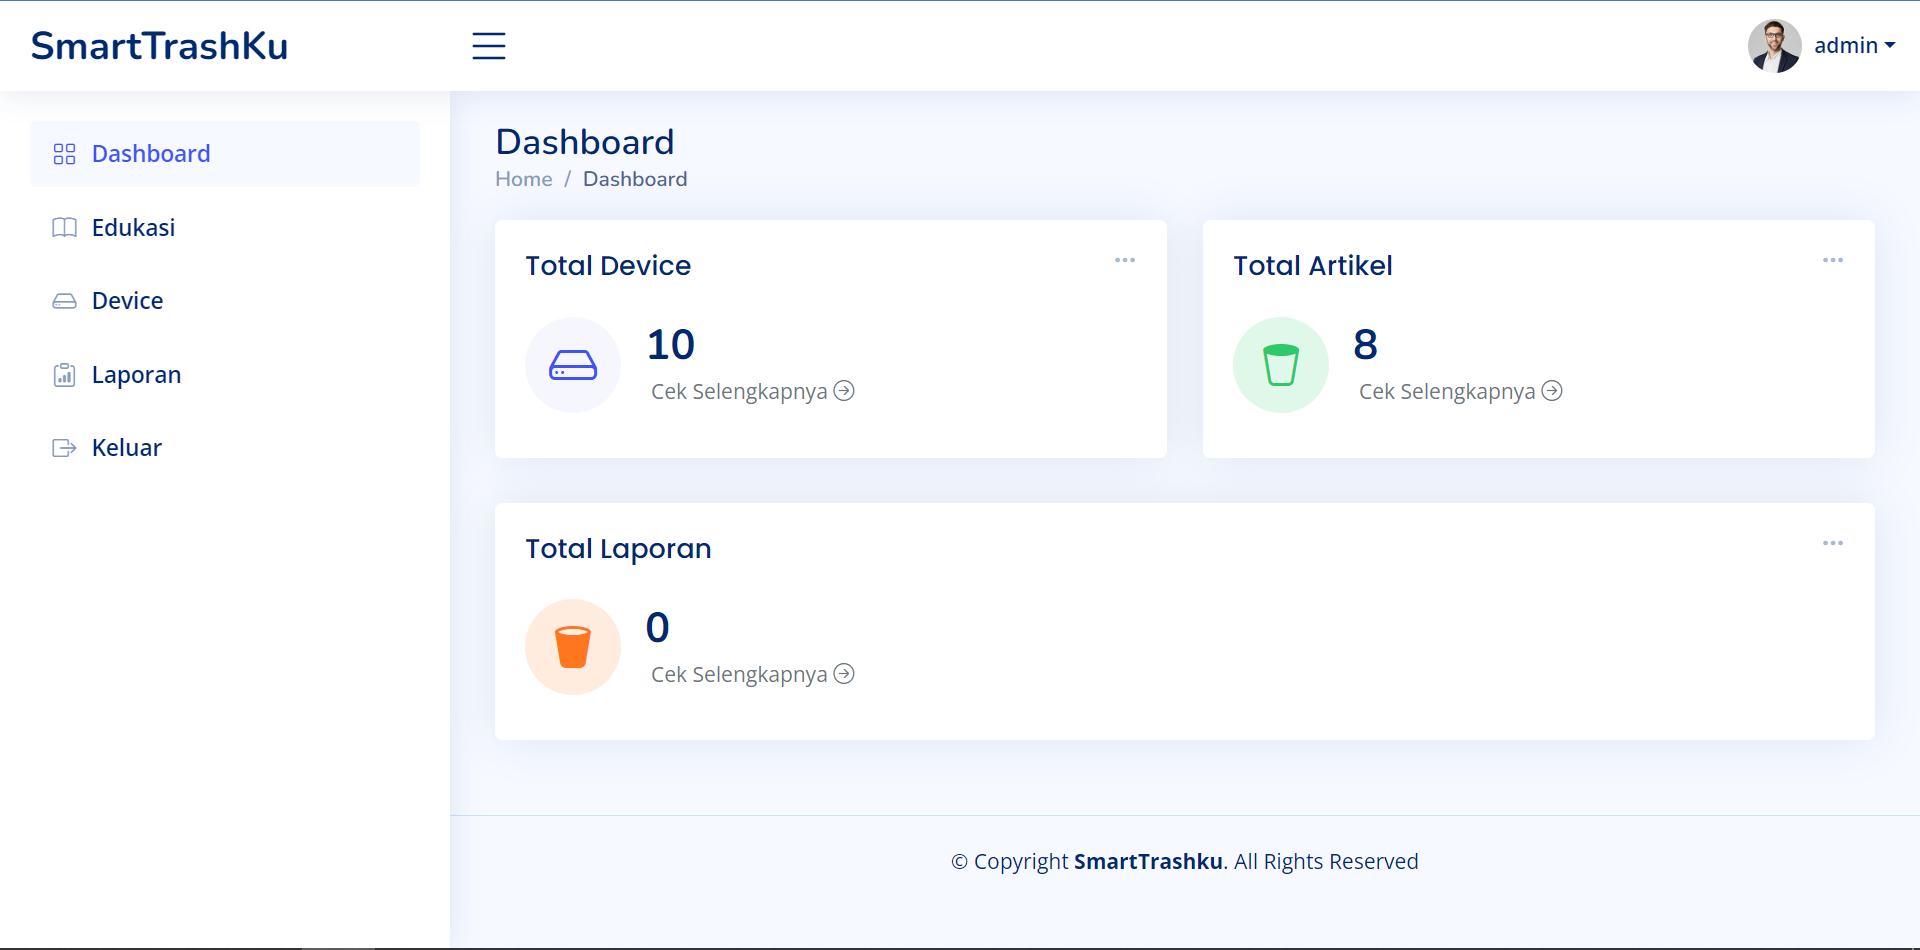 SmartTrashKu
admin
Dashboard
Edukasi
Device
Laporan
Keluar
Dashboard
Home / Dashboard
Total Device
10
Cek Selengkapnya
Total Artikel
8
Cek Selengkapnya
Total Laporan
0
Cek Selengkapnya
© Copyright SmartTrashku. All Rights Reserved